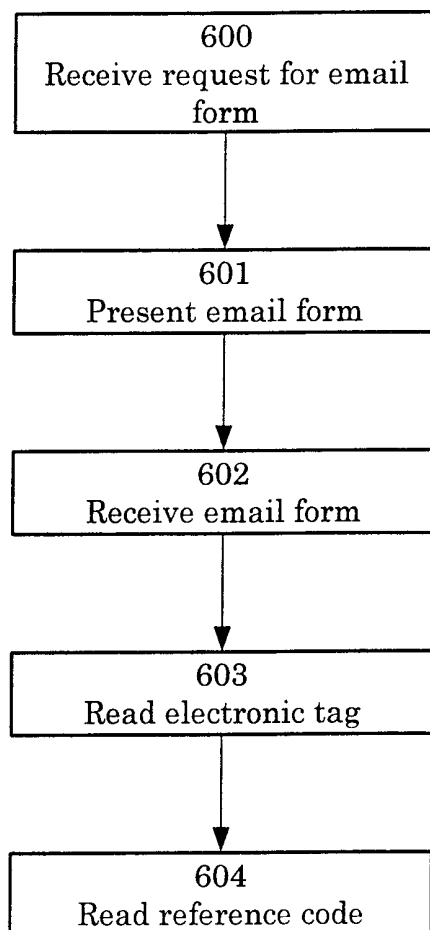 600
Receive request for email
form
601
Present email form
602
Receive email form
603
Read electronic tag
604
Read reference code